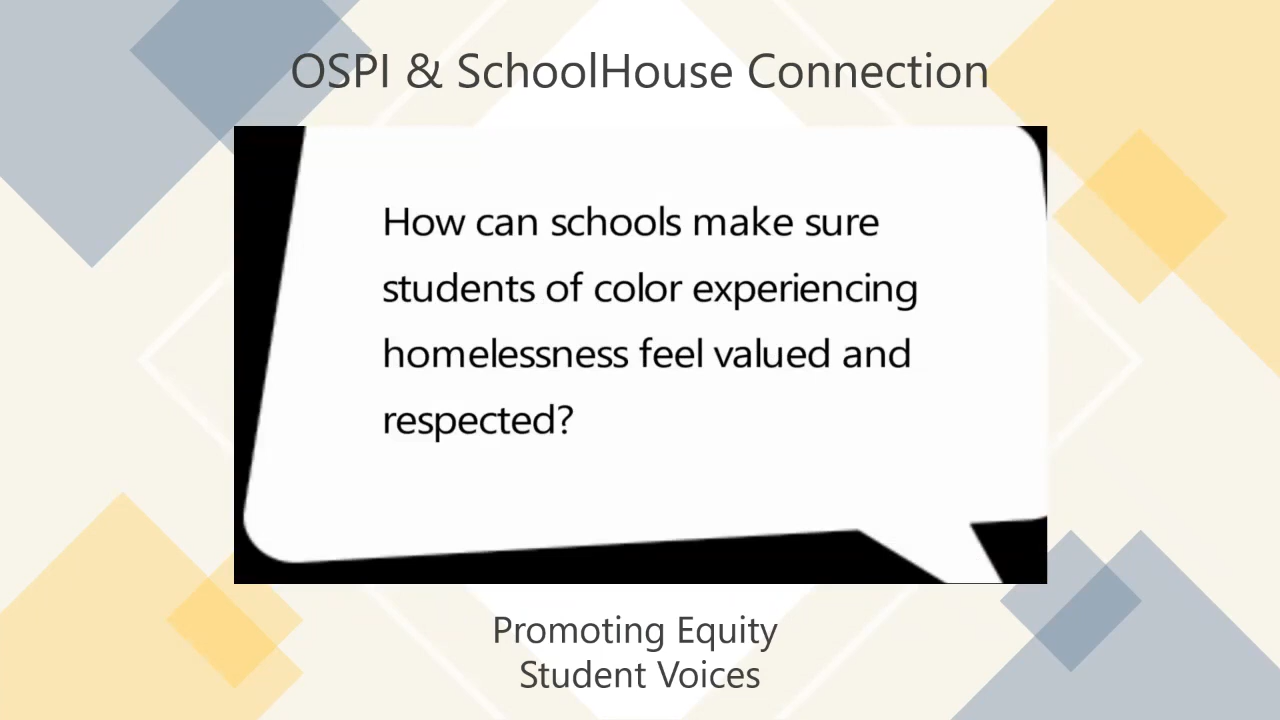 OSPI & SchoolHouse Connection
How can schools make sure
students of color experiencing
homelessness feel valued and
respected?
Promoting Equity
Student Voices